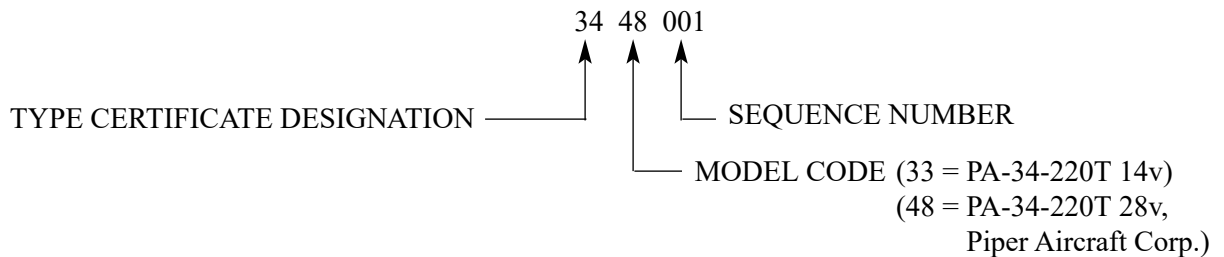 34 48 001
TYPE CERTIFICATE DESIGNATION
SEQUENCE NUMBER
MODEL CODE (33 = PA-34-220T 14v)
(48 = PA-34-220T 28v,
Piper Aircraft Corp.)